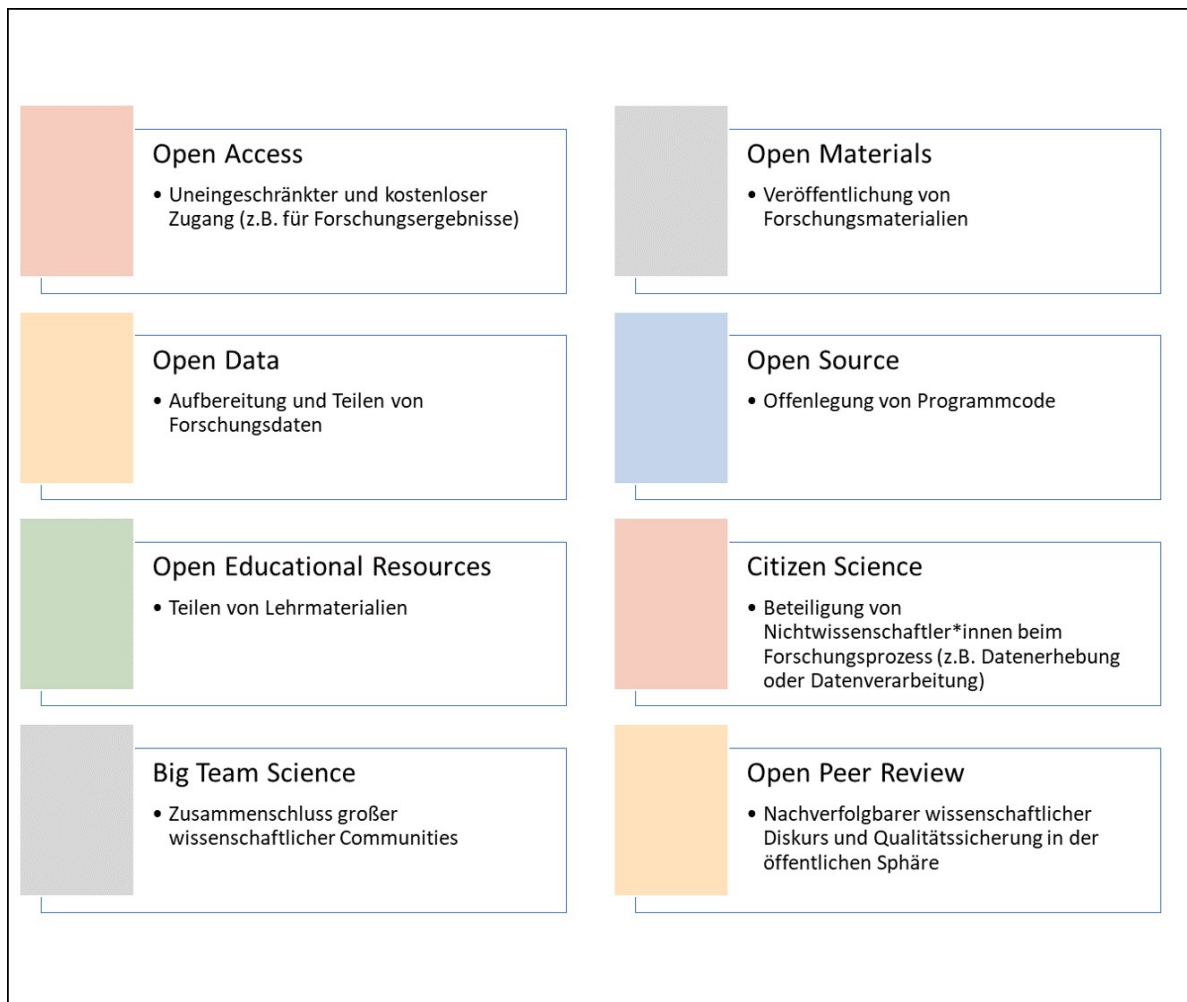 Open Access
• Uneingeschränkter und kostenloser
Zugang (z.B. für Forschungsergebnisse)
Open Materials
• Veröffentlichung von
Forschungsmaterialien
Open Data
• Aufbereitung und Teilen von
Forschungsdaten
Open Source
• Offenlegung von Programmcode
Open Educational Resources
• Teilen von Lehrmaterialien
Citizen Science
• Beteiligung von
Nichtwissenschaftler*innen beim
Forschungsprozess (z.B. Datenerhebung
oder Datenverarbeitung)
Big Team Science
• Zusammenschluss großer
wissenschaftlicher Communities
Open Peer Review
• Nachverfolgbarer wissenschaftlicher
Diskurs und Qualitätssicherung in der
öffentlichen Sphäre